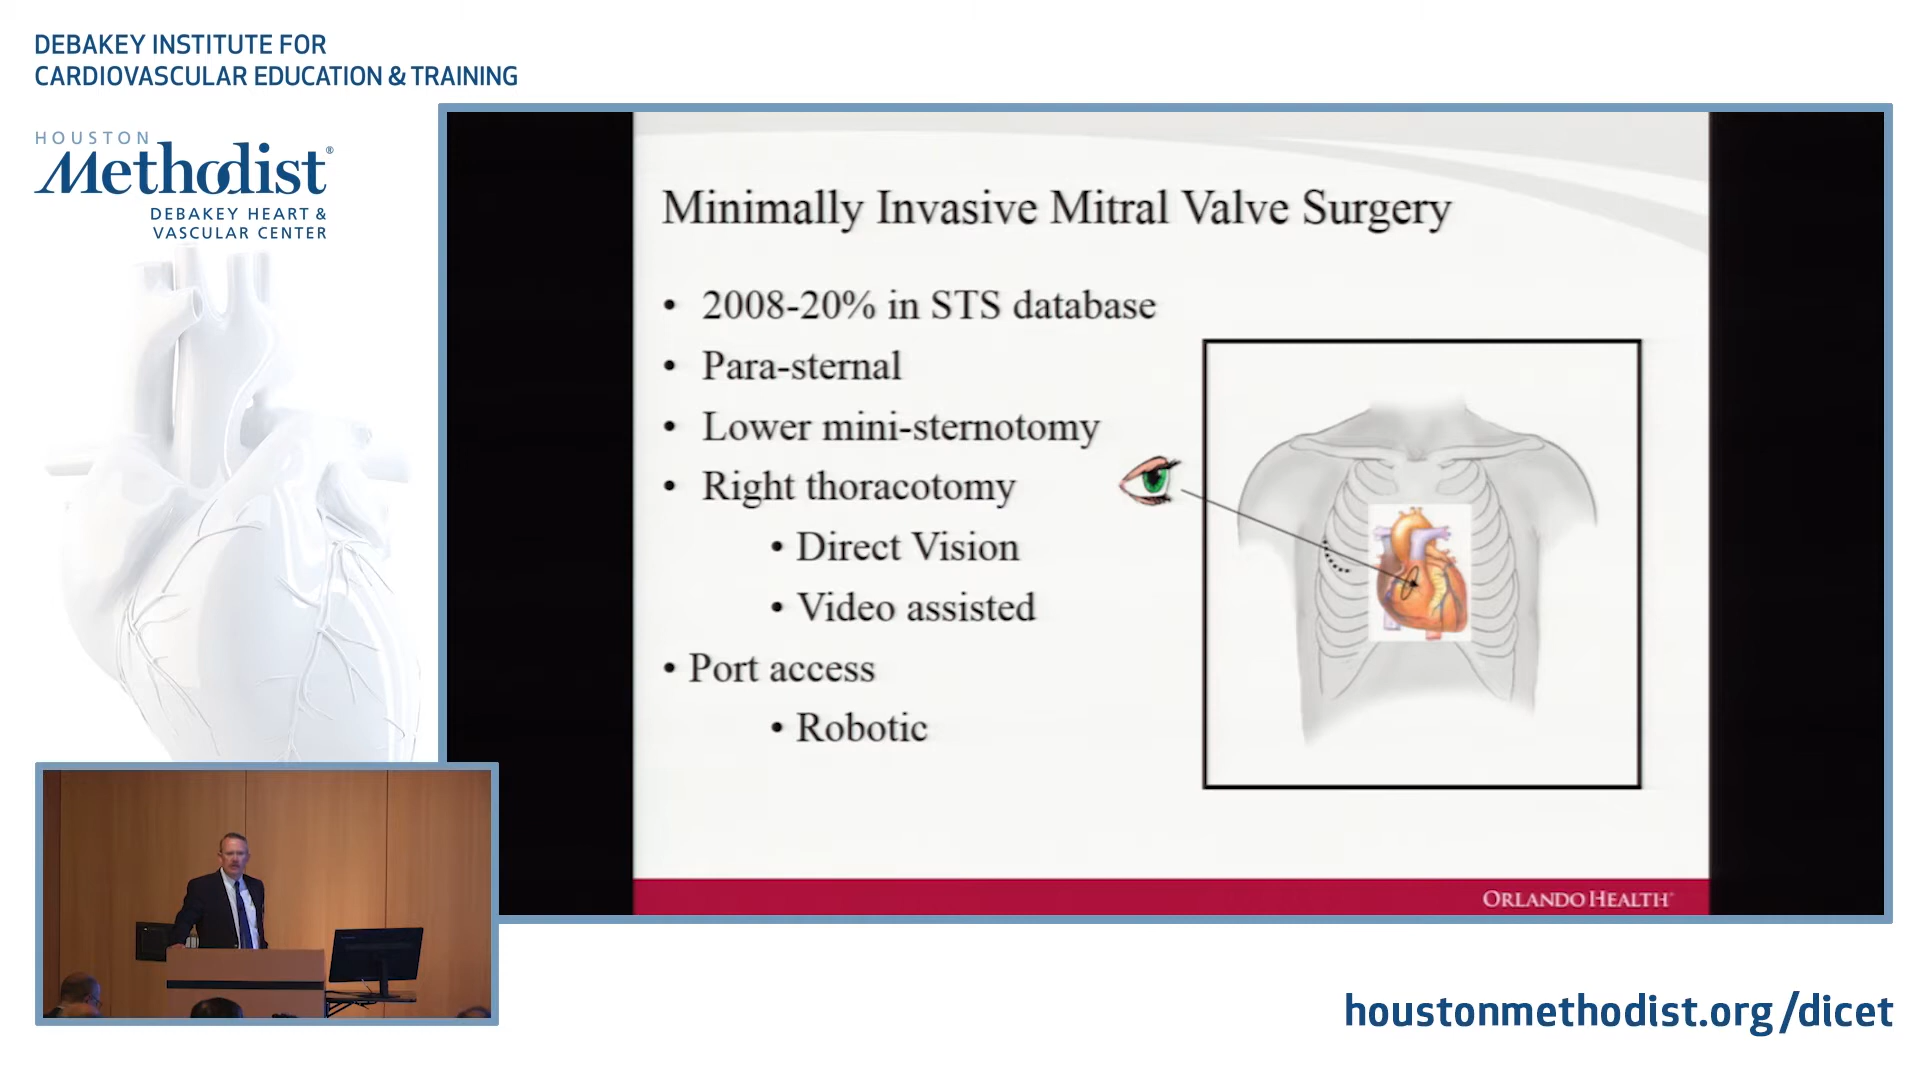 DEBAKEY INSTITUTE FOR
CARDIOVASCULAR EDUCATION & TRAINING
HOUSTON
Methodist®
DEBAKEY HEART &
VASCULAR CENTER
Minimally Invasive Mitral Valve Surgery
• 2008-20% in STS database
• Para-sternal
• Lower mini-sternotomy
• Right thoracotomy
• Direct Vision
• Video assisted
• Port access
• Robotic
ORLANDO HEALTH®
houstonmethodist.org/dicet